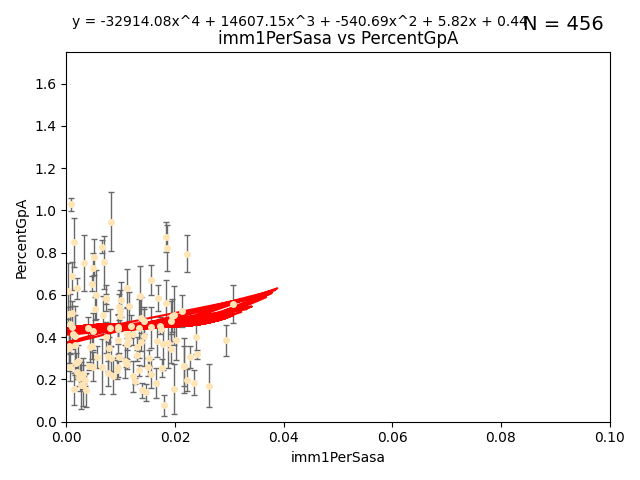 y = -32914.08x^4 + 14607.15x^3 + -540.69x^2 + 5.82x + 0.44
N = 456
imm1PerSasa vs PercentGpA
PercentGpA
1.6
1.4
1.2
1.0
0.8
0.6
0.4
0.2
0.0
0.00 0.02 0.04 0.06 0.08 0.10
imm1PerSasa